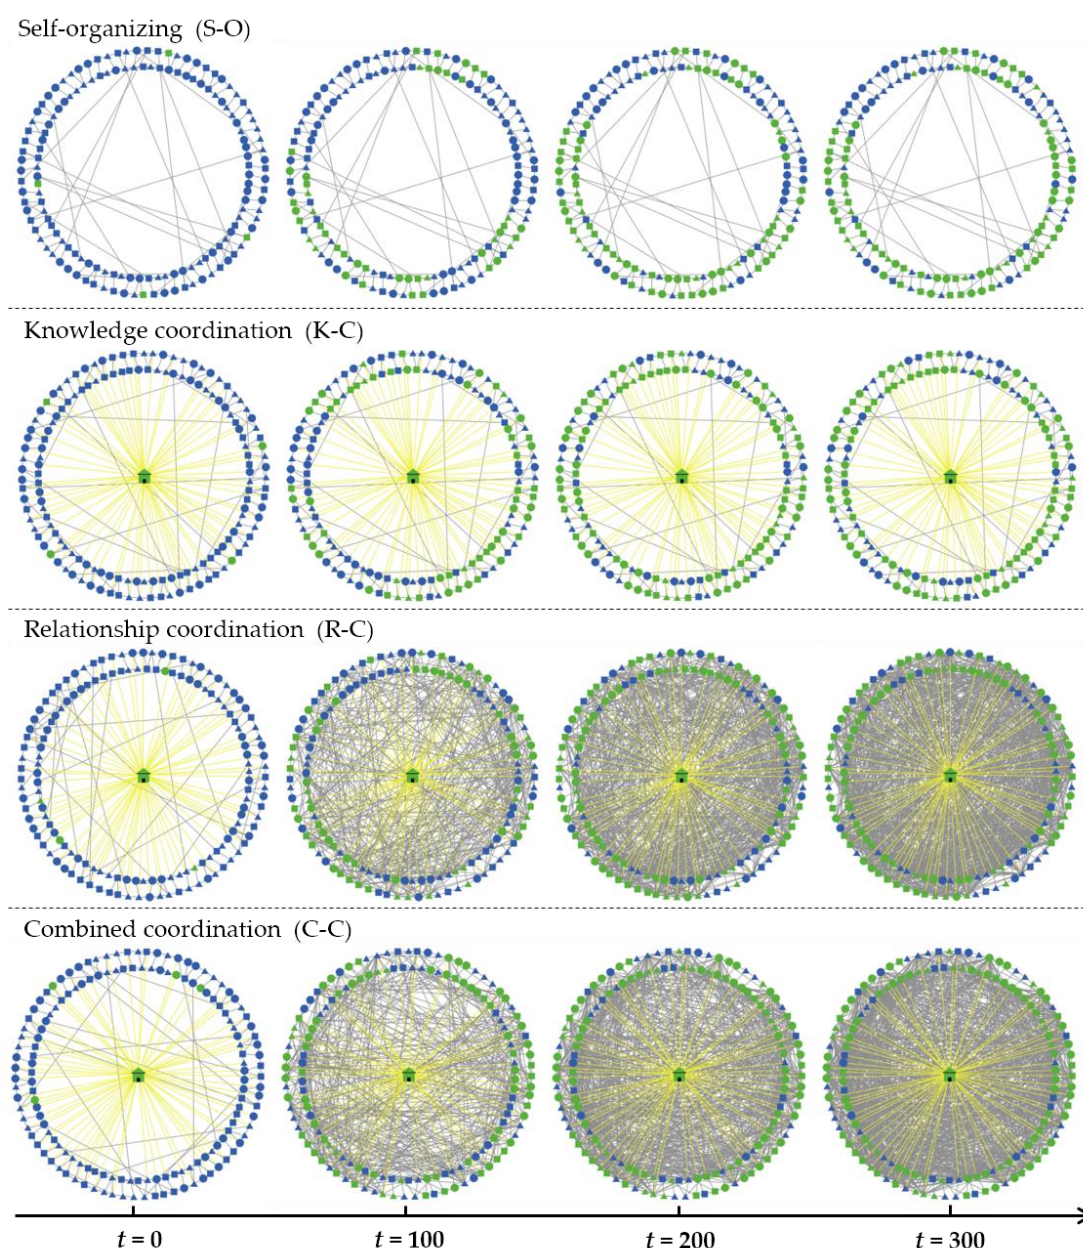 Self-organizing (S-O)
Knowledge coordination (K-C)
Relationship coordination (R-C)
Combined coordination (C-C)
t = 0 t = 100 t = 200 t = 300